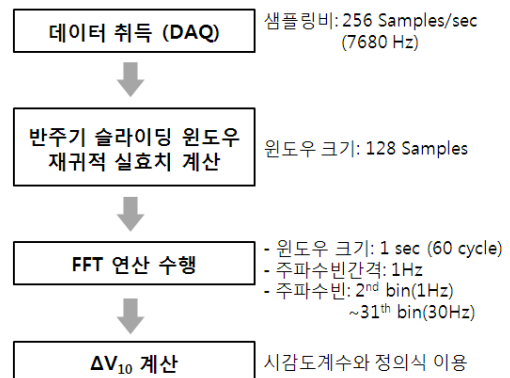 데이터 취득 (DAQ)
샘플링비: 256 Samples/sec
(7680 Hz)
반주기 슬라이딩 윈도우
재귀적 실효치 계산
윈도우 크기: 128 Samples
FFT 연산 수행
- 윈도우 크기: 1 sec (60 cycle)
- 주파수빈간격: 1Hz
- 주파수빈: 2nd bin(1Hz)
~31th bin(30Hz)
ΔV10 계산
시감도계수와 정의식 이용